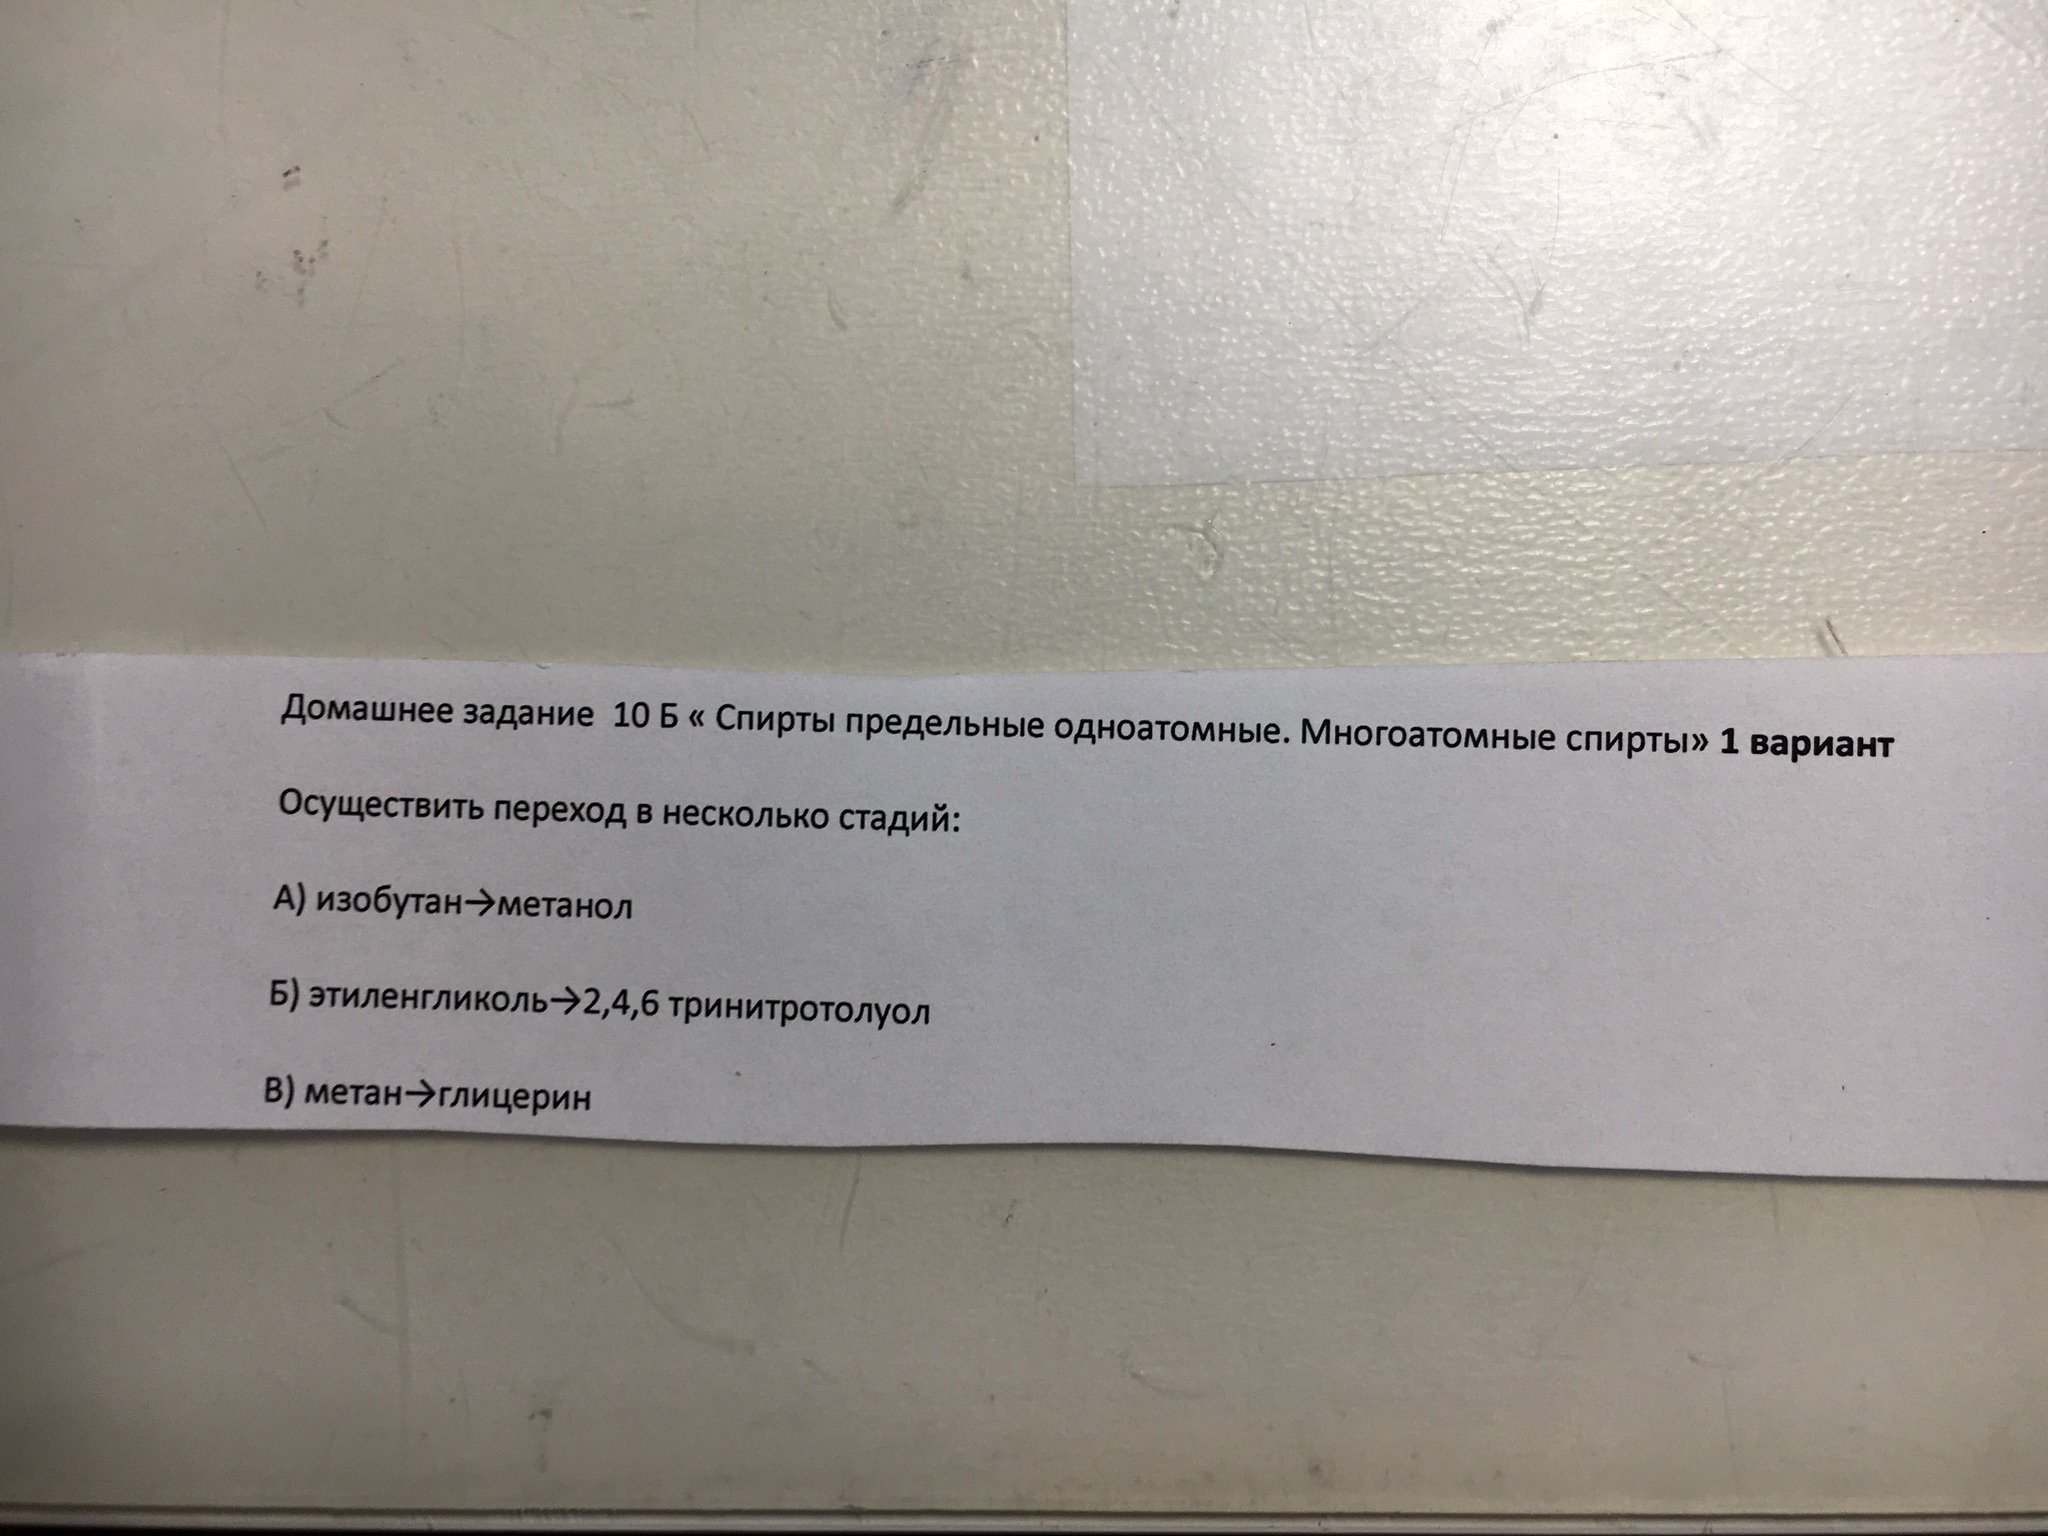 Домашнее задание 10 Б « Спирты предельные одноатомные. Многоатомные спирты» 1 вариант
Осуществить переход в несколько стадий:
А) изобутан→метанол
Б) этиленгликоль→2,4,6 тринитротолуол
В) метан→глицерин